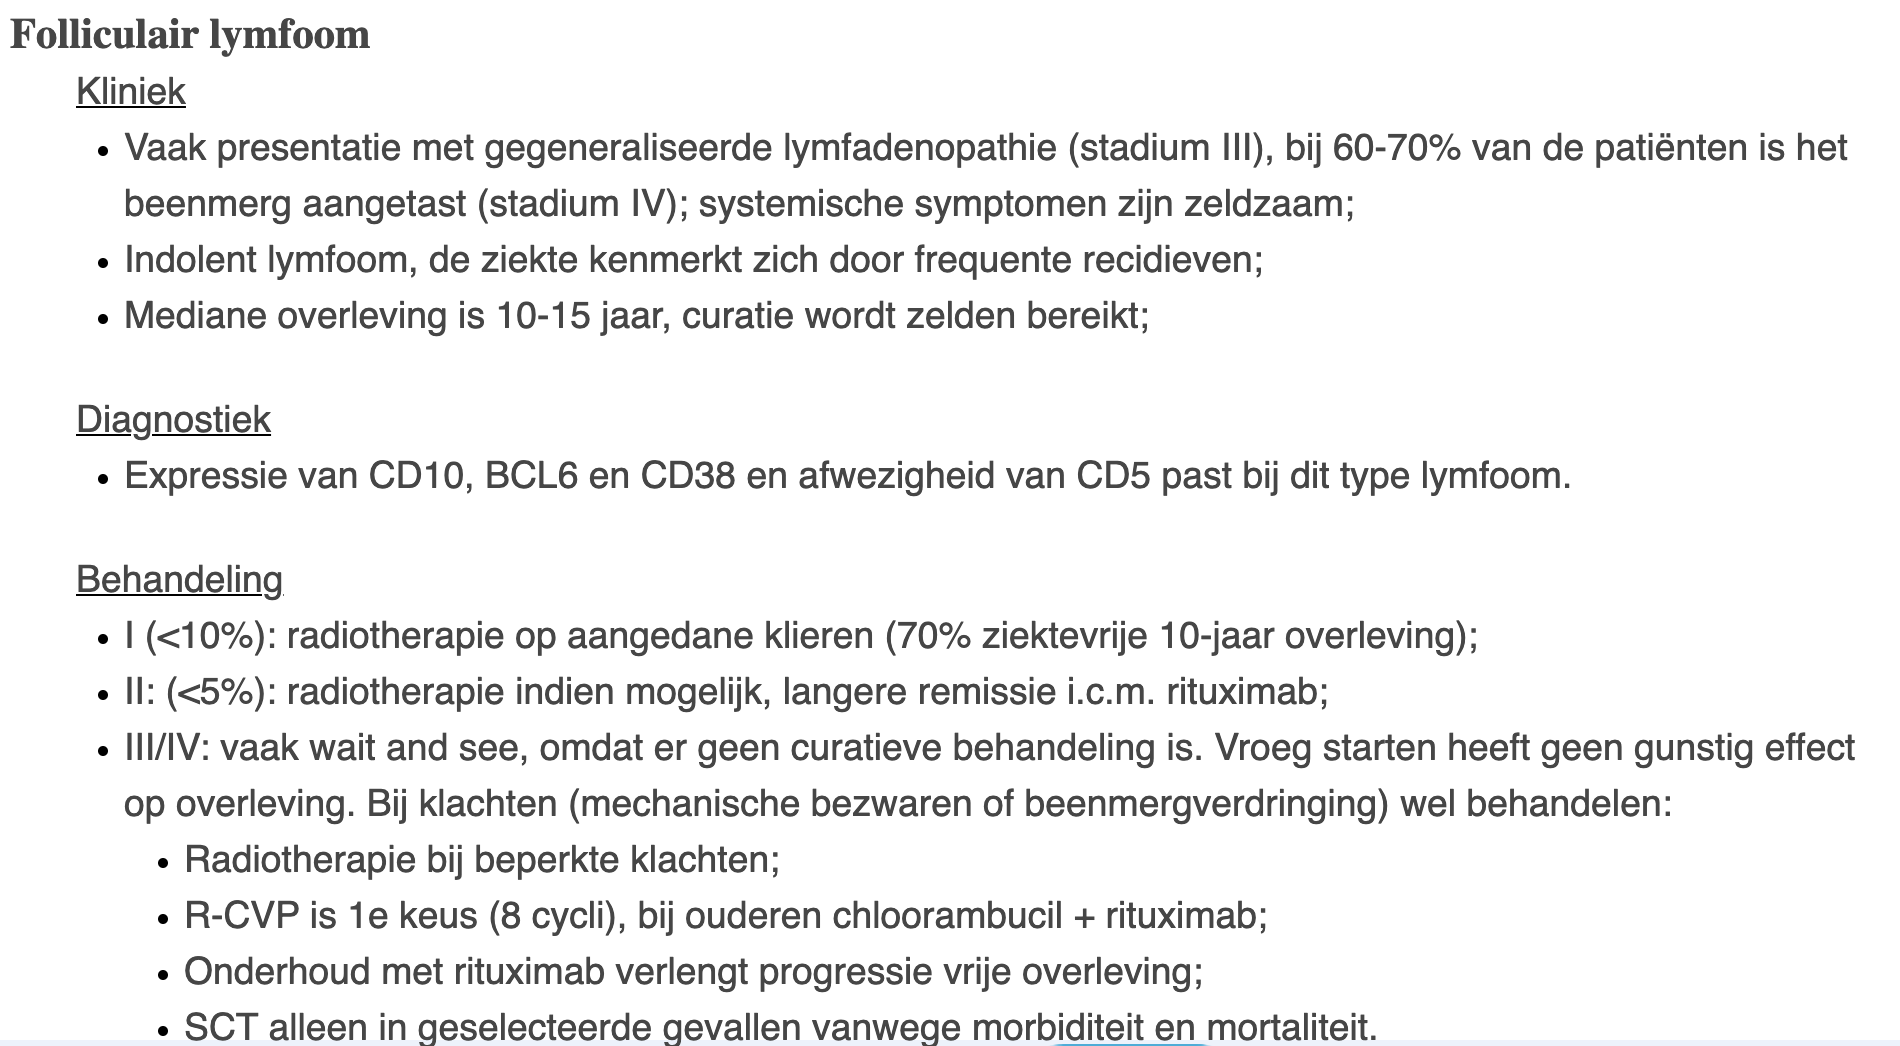 Folliculair lymfoom
Kliniek
• Vaak presentatie met gegeneraliseerde lymfadenopathie (stadium III), bij 60-70% van de patiënten is het
beenmerg aangetast (stadium IV); systemische symptomen zijn zeldzaam;
• Indolent lymfoom, de ziekte kenmerkt zich door frequente recidieven;
• Mediane overleving is 10-15 jaar, curatie wordt zelden bereikt;
Diagnostiek
• Expressie van CD10, BCL6 en CD38 en afwezigheid van CD5 past bij dit type lymfoom.
Behandeling
• I (<10%): radiotherapie op aangedane klieren (70% ziektevrije 10-jaar overleving);
• II: (<5%): radiotherapie indien mogelijk, langere remissie i.c.m. rituximab;
• III/IV: vaak wait and see, omdat er geen curatieve behandeling is. Vroeg starten heeft geen gunstig effect
op overleving. Bij klachten (mechanische bezwaren of beenmergverdringing) wel behandelen:
• Radiotherapie bij beperkte klachten;
• R-CVP is 1e keus (8 cycli), bij ouderen chloorambucil + rituximab;
• Onderhoud met rituximab verlengt progressie vrije overleving;
• SCT alleen in geselecteerde gevallen vanwege morbiditeit en mortaliteit.